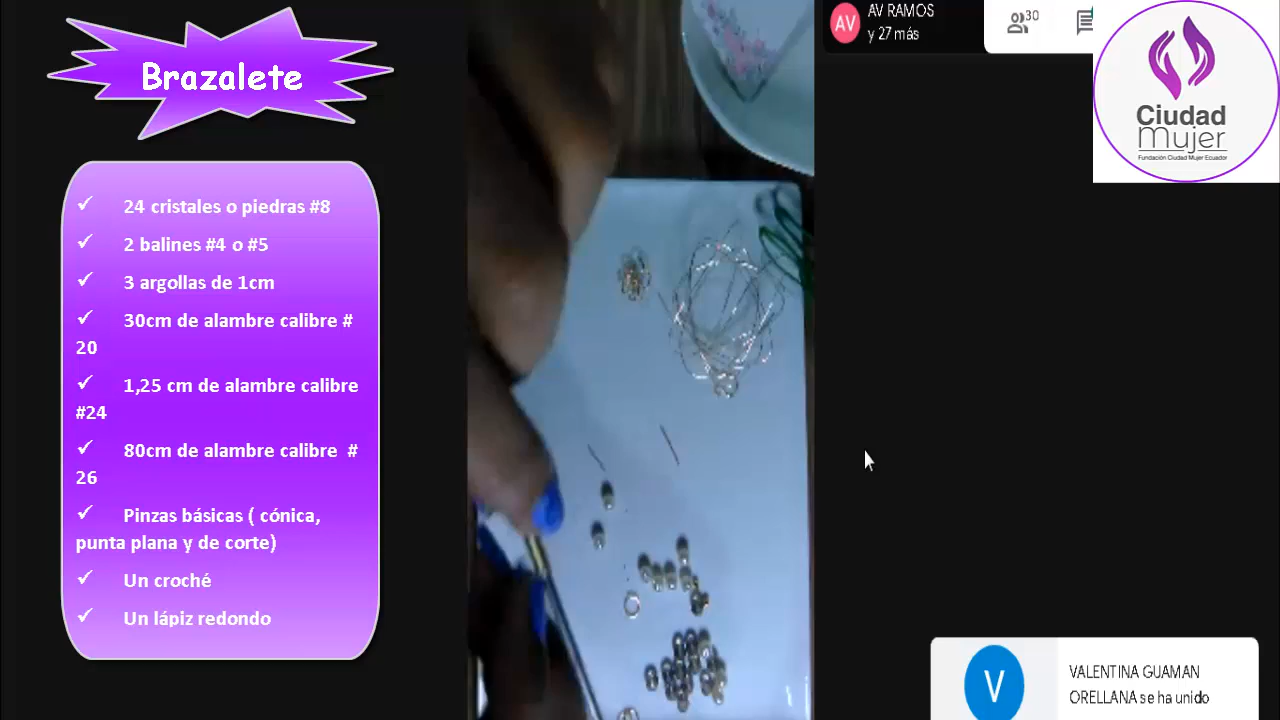 Brazalete
✓ 24 cristales o piedras #8
✓ 2 balines #4 o #5
✓ 3 argollas de 1cm
✓ 30cm de alambre calibre #
20
✓ 1,25 cm de alambre calibre
#24
✓ 80cm de alambre calibre #
26
✓ Pinzas básicas ( cónica,
punta plana y de corte)
✓ Un croché
✓ Un lápiz redondo
AV
AV RAMOS
y 27 más
30
Ciudad
Mujer
Fundación Ciudad Mujer Ecuador
V
VALENTINA GUAMAN
ORELLANA se ha unido